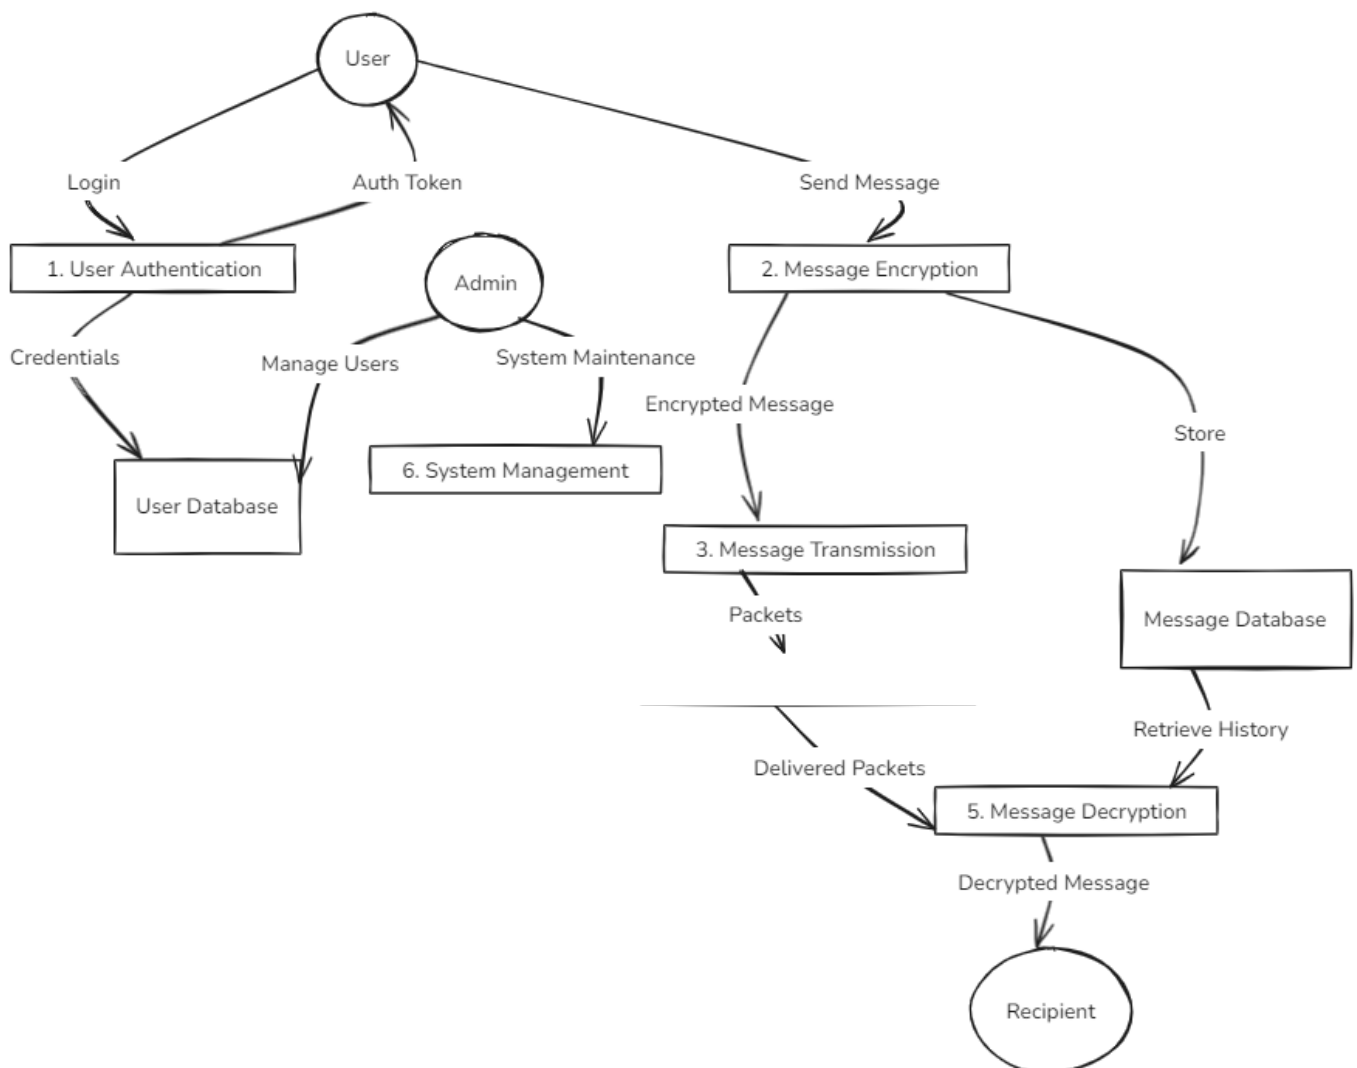 User
Login
Auth Token
Send Message
1. User Authentication
Admin
2. Message Encryption
Credentials
Manage Users
System Maintenance
Encrypted Message
Store
6. System Management
User Database
3. Message Transmission
Packets
Message Database
Retrieve History
Delivered Packets
5. Message Decryption
Decrypted Message
Recipient